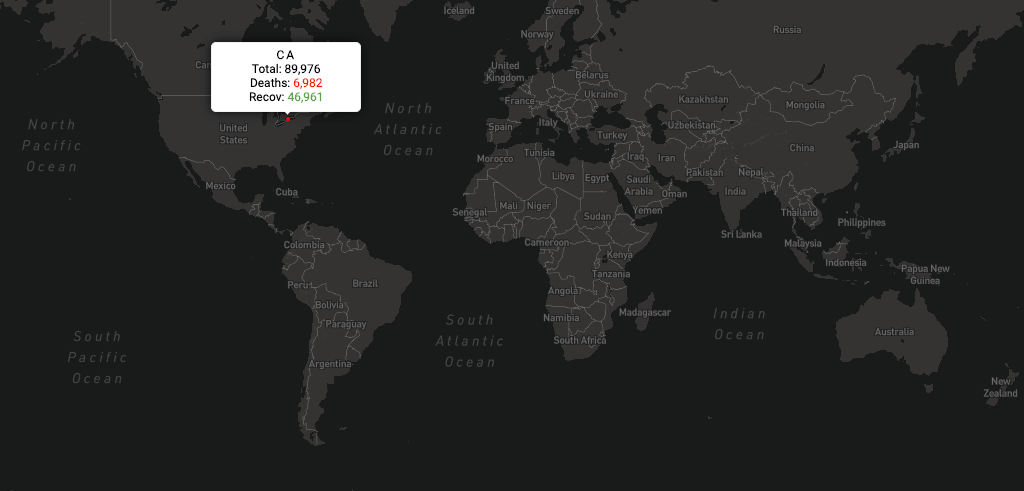 Iceland
Sweden
Norway
Russia
C A
Total: 89,976
Deaths: 6,982
Recov: 46,961
United
Kingdom
Belarus
Ukraine
France
Kazakhstan
Mongolia
North
Atlantic
Ocean
North
Pacific
Ocean
United
States
Spain
Italy
Turkey
Uzbekistan
China
Japan
Morocco
Tunisia
Iraq
Iran
Pakistan
Nepal
Mexico
Cuba
Libya
Egypt
Saudi
Arabia
Oman
India
Senegal
Mali
Niger
Sudan
Yemen
Thailand
Philippines
Colombia
Cameroon
Kenya
Sri Lanka
Malaysia
Indonesia
Papua New
Guinea
Peru
Brazil
Tanzania
Bolivia
Angola
Paraguay
Namibia
Madagascar
South Africa
Argentina
South
Pacific
Ocean
South
Atlantic
Ocean
Indian
Ocean
Australia
New
Zealand